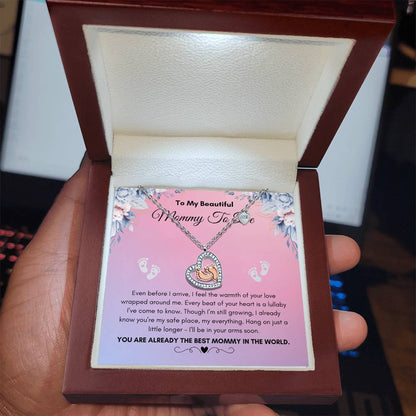 To My Beautiful
Mommy To Be
Even before I arrive, I feel the warmth of your love
wrapped around me. Every beat of your heart is a lullaby
I've come to know. Though I'm still growing, I already
know you're my safe place, my everything. Hang on just a
little longer - I'll be in your arms soon.
YOU ARE ALREADY THE BEST MOMMY IN THE WORLD.